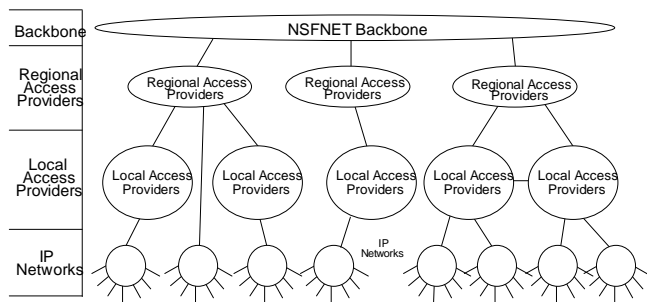 Backbone
NSFNET Backbone
Regional
Access
Providers
Regional Access
Providers
Regional Access
Providers
Regional Access
Providers
Local
Access
Providers
Local Access
Providers
Local Access
Providers
Local Access
Providers
Local Access
Providers
Local Access
Providers
IP
Networks
IP
Networks